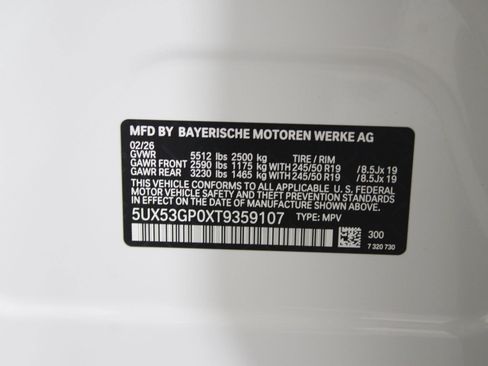 MFD BY BAYERISCHE MOTOREN WERKE AG
02/26
GVWR 5512 lbs 2500 kg TIRE / RIM
GAWR FRONT 2590 lbs 1175 kg WITH 245/50 R19 / 8.5Jx 19
GAWR REAR 3230 lbs 1465 kg WITH 245/50 R19 / 8.5Jx 19
THIS VEHICLE CONFORMS TO ALL APPLICABLE U. S. FEDERAL
MOTOR VEHICLE SAFETY AND THEFT PREVENTION STANDARDS
IN EFFECT ON THE DATE OF MANUFACTURE SHOWN ABOVE.
5UX53GP0XT9359107 TYPE: MPV
300
7 320 730